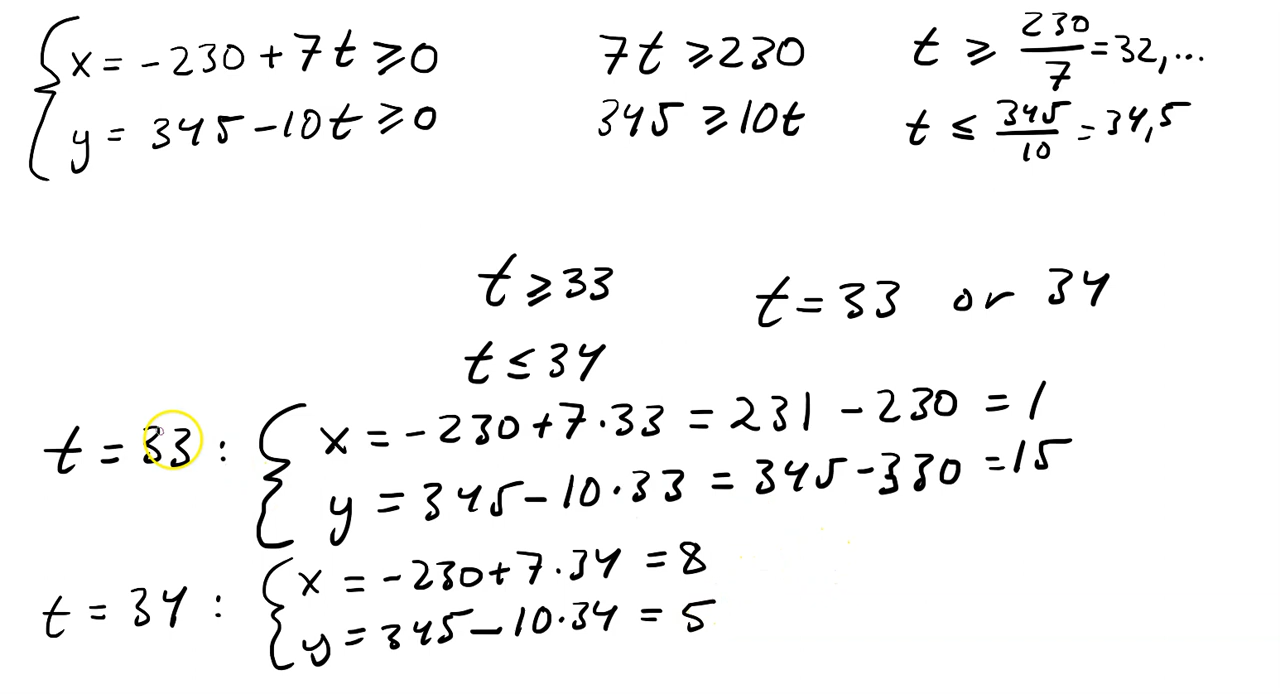 x = -230 + 7t ≥ 0    7t ≥ 230    t ≥ 230/7 = 32,...
y = 345 - 10t ≥ 0    345 ≥ 10t    t ≤ 345/10 = 34,5
t ≥ 33    t = 33 or 34
t ≤ 34
t = 33 : { x = -230 + 7·33 = 231 - 230 = 1
y = 345 - 10·33 = 345 - 330 = 15
t = 34 : { x = -230 + 7·34 = 8
y = 345 - 10·34 = 5